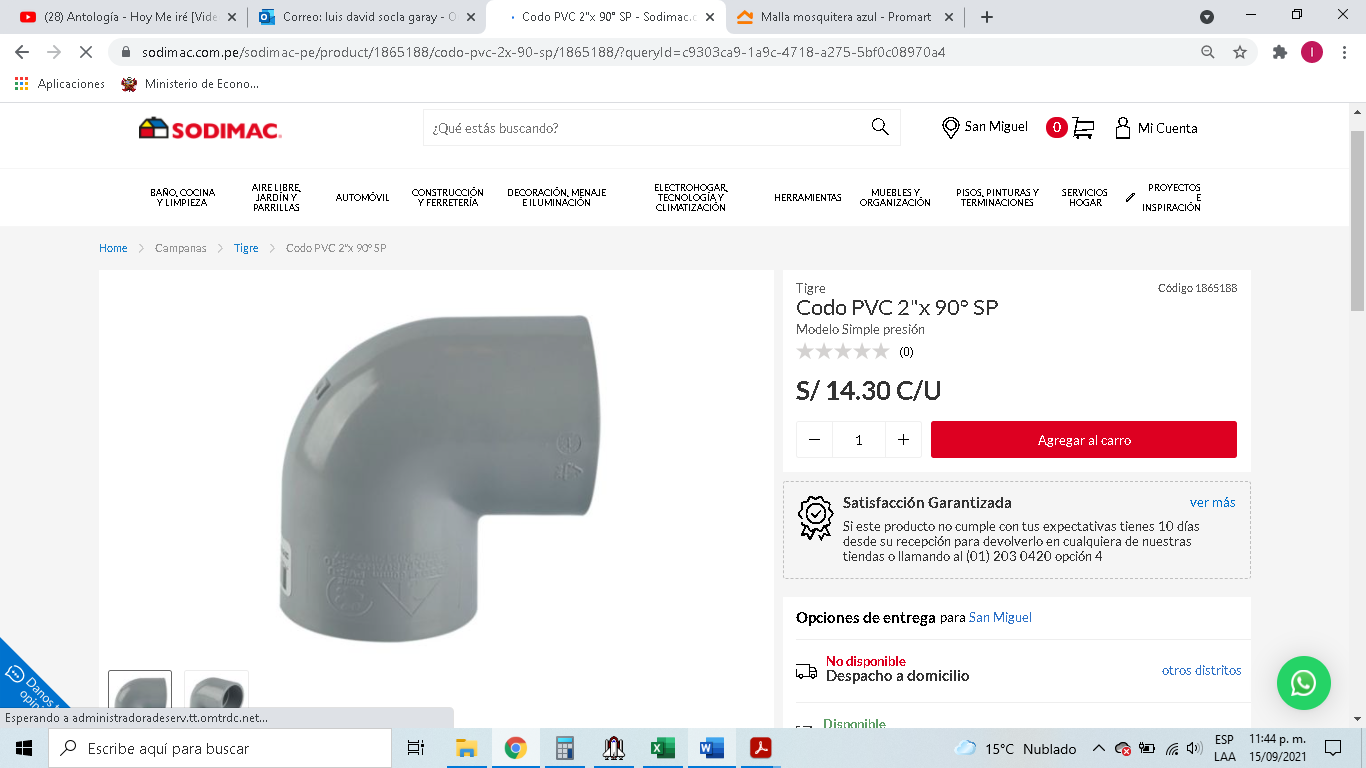 (28) Antología - Hoy Me iré [Vide
Correo: luis david socla garay - O
Codo PVC 2"x 90° SP - Sodimac.c
Malla mosquitera azul - Promart
sodimac.com.pe/sodimac-pe/product/1865188/codo-pvc-2x-90-sp/1865188/?queryId=c9303ca9-1a9c-4718-a275-5bf0c08970a4
I
Aplicaciones
Ministerio de Econo...
SODIMAC
¿Qué estás buscando?
San Miguel
0
Mi Cuenta
BAÑO, COCINA
Y LIMPIEZA
AIRE LIBRE,
JARDÍN Y
PARRILLAS
AUTOMÓVIL
CONSTRUCCIÓN
Y FERRETERÍA
DECORACIÓN, MENAJE
E ILUMINACIÓN
ELECTROHOGAR,
TECNOLOGÍA Y
CLIMATIZACIÓN
HERRAMIENTAS
MUEBLES Y
ORGANIZACIÓN
PISOS, PINTURAS Y
TERMINACIONES
SERVICIOS
HOGAR
PROYECTOS
E
INSPIRACIÓN
Home > Campanas > Tigre > Codo PVC 2"x 90° SP
Tigre
Código 1865188
Codo PVC 2"x 90° SP
Modelo Simple presión
(0)
S/ 14.30 C/U
− 1 +
Agregar al carro
Satisfacción Garantizada
ver más
Si este producto no cumple con tus expectativas tienes 10 días
desde su recepción para devolverlo en cualquiera de nuestras
tiendas o llamando al (01) 203 0420 opción 4
Opciones de entrega para San Miguel
No disponible
Despacho a domicilio
otros distritos
Disponible
Danos
opin
Esperando a administradoradeserv.tt.omtrdc.net...
Escribe aquí para buscar
15°C Nublado
ESP
LAA
11:44 p. m.
15/09/2021